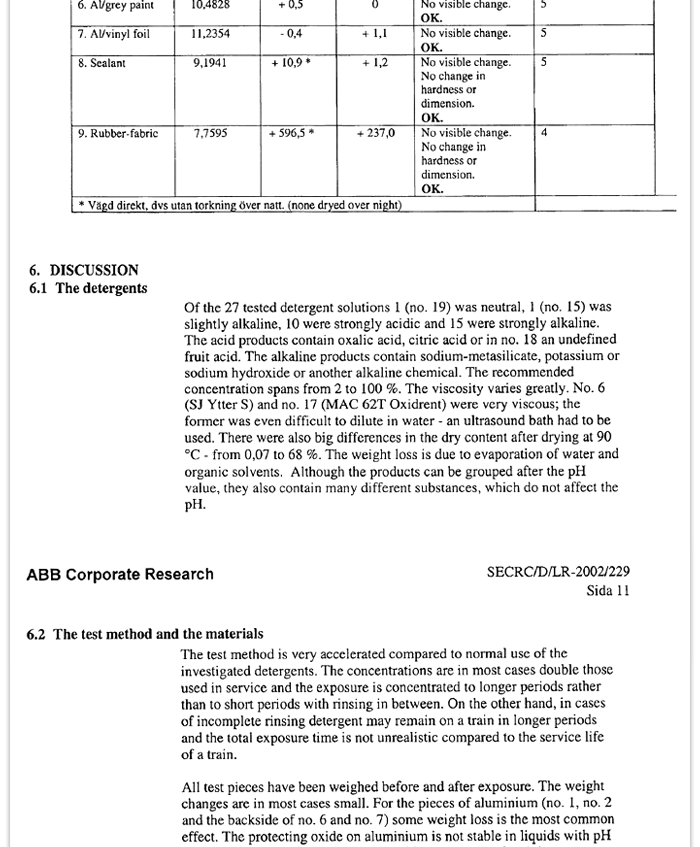 6. Al/grey paint 10,4828 + 0,5 0 No visible change. 5
OK.
7. Al/vinyl foil 11,2354 - 0,4 + 1,1 No visible change. 5
OK.
8. Sealant 9,1941 + 10,9 * + 1,2 No visible change. 5
No change in
hardness or
dimension.
OK.
9. Rubber-fabric 7,7595 + 596,5 * + 237,0 No visible change. 4
No change in
hardness or
dimension.
OK.
* Vägd direkt, dvs utan torkning över natt. (none dryed over night)
6. DISCUSSION
6.1 The detergents
Of the 27 tested detergent solutions 1 (no. 19) was neutral, 1 (no. 15) was
slightly alkaline, 10 were strongly acidic and 15 were strongly alkaline.
The acid products contain oxalic acid, citric acid or in no. 18 an undefined
fruit acid. The alkaline products contain sodium-metasilicate, potassium or
sodium hydroxide or another alkaline chemical. The recommended
concentration spans from 2 to 100 %. The viscosity varies greatly. No. 6
(SJ Ytter S) and no. 17 (MAC 62T Oxidrent) were very viscous; the
former was even difficult to dilute in water - an ultrasound bath had to be
used. There were also big differences in the dry content after drying at 90
°C - from 0,07 to 68 %. The weight loss is due to evaporation of water and
organic solvents. Although the products can be grouped after the pH
value, they also contain many different substances, which do not affect the
pH.
ABB Corporate Research SECRC/D/LR-2002/229
Sida 11
6.2 The test method and the materials
The test method is very accelerated compared to normal use of the
investigated detergents. The concentrations are in most cases double those
used in service and the exposure is concentrated to longer periods rather
than to short periods with rinsing in between. On the other hand, in cases
of incomplete rinsing detergent may remain on a train in longer periods
and the total exposure time is not unrealistic compared to the service life
of a train.
All test pieces have been weighed before and after exposure. The weight
changes are in most cases small. For the pieces of aluminium (no. 1, no. 2
and the backside of no. 6 and no. 7) some weight loss is the most common
effect. The protecting oxide on aluminium is not stable in liquids with pH